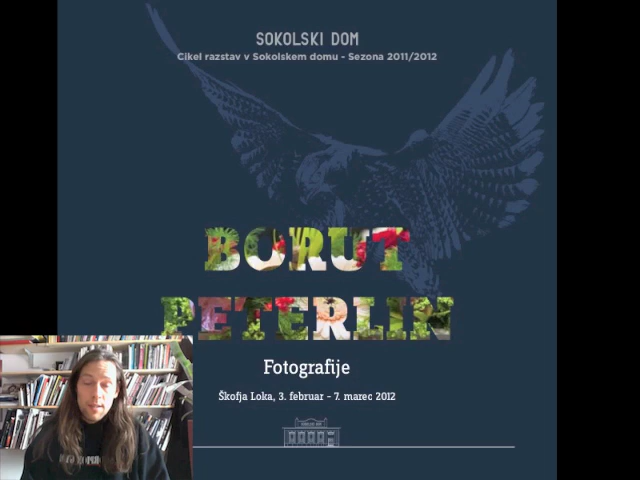 SOKOLSKI DOM
Cikel razstav v Sokolskem domu - Sezona 2011/2012
BORUT
PETERLIN
Fotografije
Škofja Loka, 3. februar - 7. marec 2012